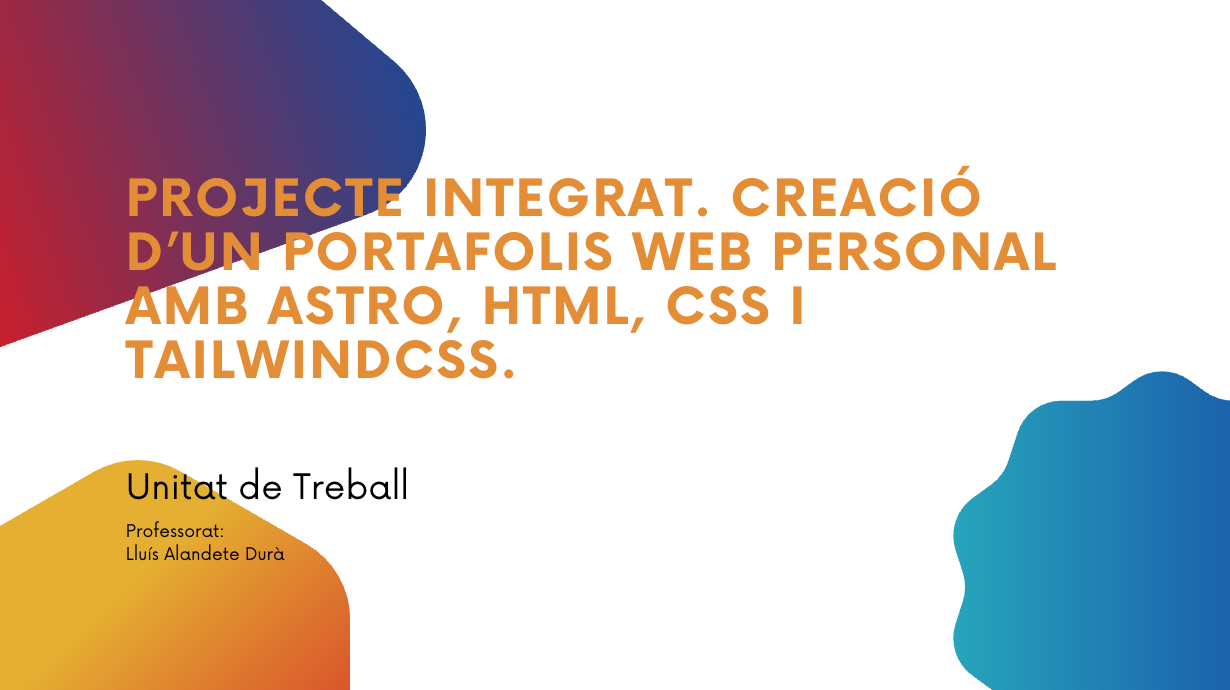 PROJECTE INTEGRAT. CREACIÓ
D’UN PORTAFOLIS WEB PERSONAL
AMB ASTRO, HTML, CSS I
TAILWINDCSS.
Unitat de Treball
Professorat:
Lluís Alandete Durà